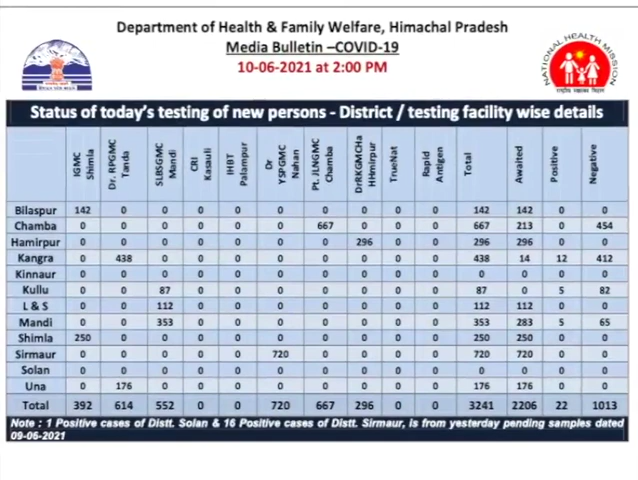 Department of Health & Family Welfare, Himachal Pradesh
Media Bulletin –COVID-19
10-06-2021 at 2:00 PM
NATIONAL HEALTH MISSION
Status of today's testing of new persons - District / testing facility wise details
IGMC Shimla Dr. RPGMC Tanda SLBSGMC Mandi CRI Kasauli IHBT Palampur Dr YSPGMC Nahan Pt. JLNGMC Chamba DrRKGMCHa HHmirpur TrueNat Rapid Antigen Total Awaited Positive Negative
Bilaspur 142 0 0 0 0 0 0 0 0 0 142 142 0 0
Chamba 0 0 0 0 0 0 667 0 0 0 667 213 0 454
Hamirpur 0 0 0 0 0 0 0 296 0 0 296 296 0 0
Kangra 0 438 0 0 0 0 0 0 0 0 438 14 12 412
Kinnaur 0 0 0 0 0 0 0 0 0 0 0 0 0 0
Kullu 0 0 87 0 0 0 0 0 0 0 87 0 5 82
L & S 0 0 112 0 0 0 0 0 0 0 112 112 0 0
Mandi 0 0 353 0 0 0 0 0 0 0 353 283 5 65
Shimla 250 0 0 0 0 0 0 0 0 0 250 250 0 0
Sirmaur 0 0 0 0 0 720 0 0 0 0 720 720 0 0
Solan 0 0 0 0 0 0 0 0 0 0 0 0 0 0
Una 0 176 0 0 0 0 0 0 0 0 176 176 0 0
Total 392 614 552 0 0 720 667 296 0 0 3241 2206 22 1013
Note : 1 Positive cases of Distt. Solan & 16 Positive cases of Distt. Sirmaur, is from yesterday pending samples dated
09-06-2021